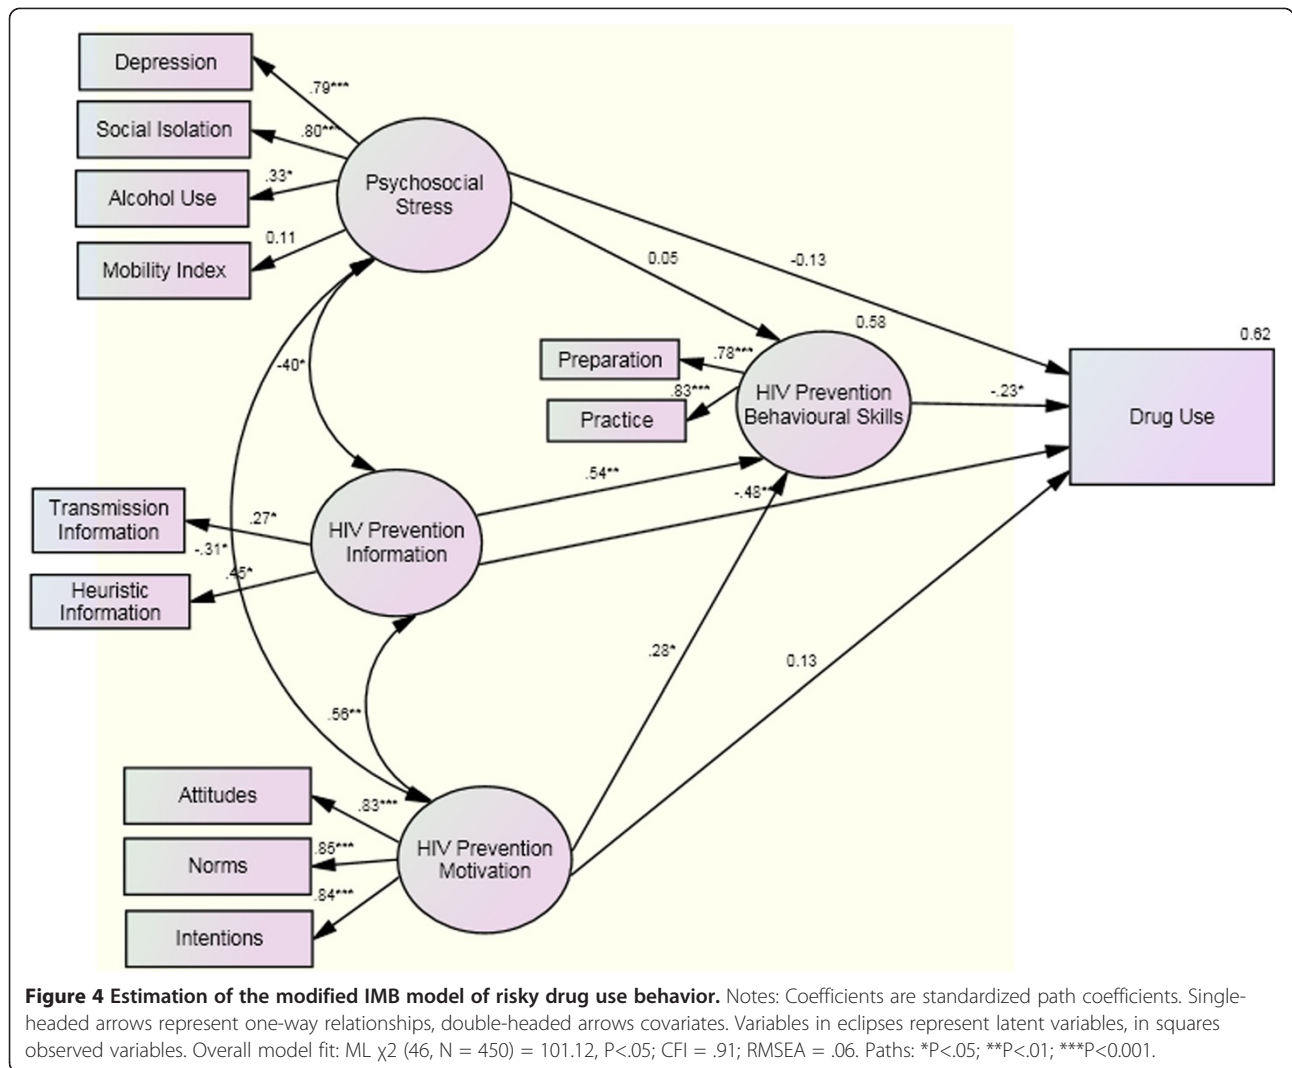 Depression
.79***
Social Isolation
.80***
Alcohol Use
.33*
Mobility Index
0.11
Psychosocial
Stress
0.05
-0.13
0.58
0.62
Preparation
.78***
Practice
.83***
HIV Prevention
Behavioural Skills
-.23*
Drug Use
-40*
.54**
-.48*
Transmission
Information
.27*
-.31*
Heuristic
Information
.45*
HIV Prevention
Information
.28*
0.13
.56**
Attitudes
.83***
Norms
.85***
.84***
Intentions
HIV Prevention
Motivation
Figure 4 Estimation of the modified IMB model of risky drug use behavior. Notes: Coefficients are standardized path coefficients. Single-
headed arrows represent one-way relationships, double-headed arrows covariates. Variables in eclipses represent latent variables, in squares
observed variables. Overall model fit: ML χ2 (46, N = 450) = 101.12, P<.05; CFI = .91; RMSEA = .06. Paths: *P<.05; **P<.01; ***P<0.001.